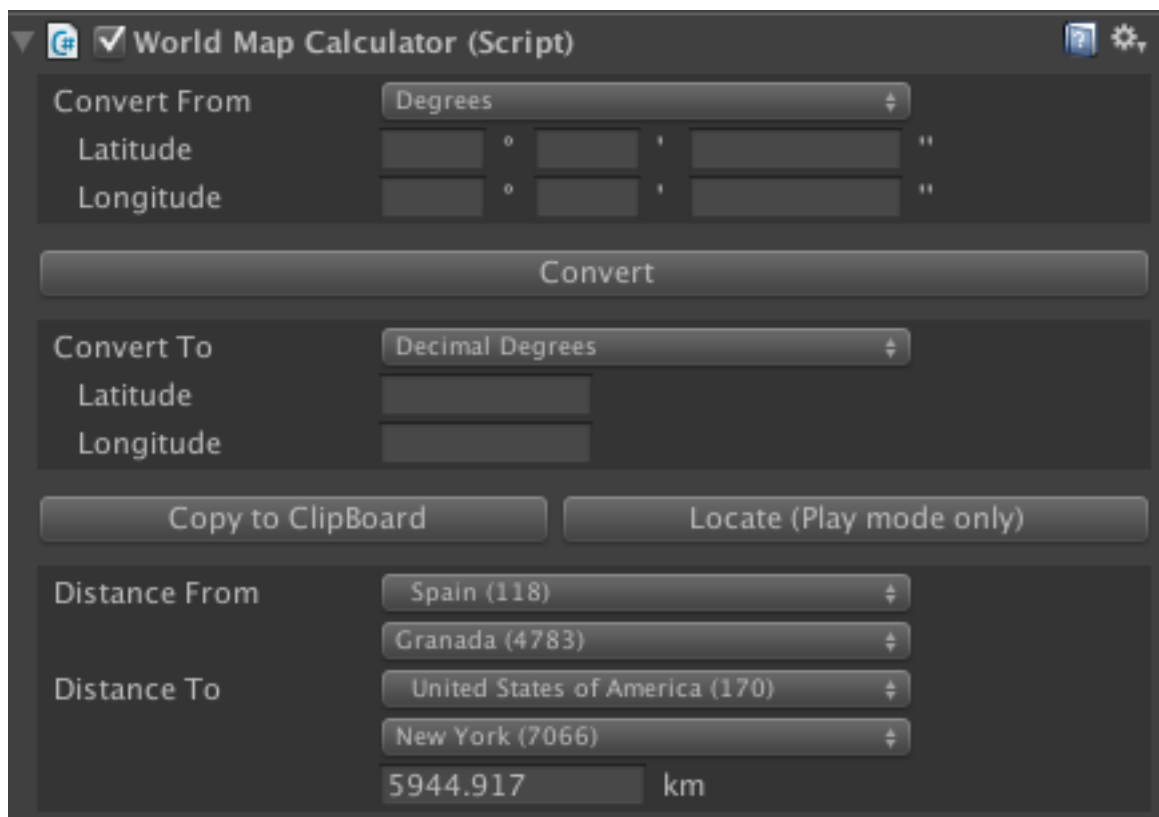 World Map Calculator (Script)
Convert From Degrees
Latitude ° ' "
Longitude ° ' "
Convert
Convert To Decimal Degrees
Latitude
Longitude
Copy to ClipBoard Locate (Play mode only)
Distance From Spain (118)
Granada (4783)
Distance To United States of America (170)
New York (7066)
5944.917 km